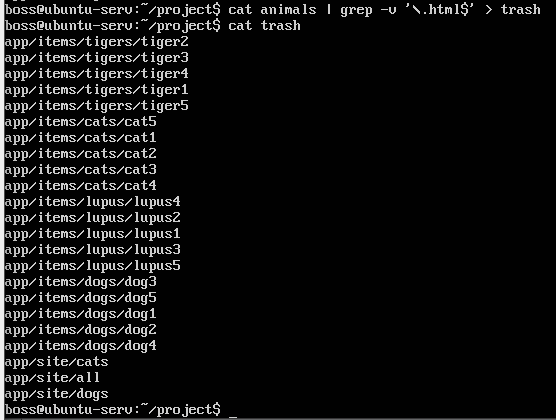 boss@ubuntu-serv:~/project$ cat animals | grep -v '\.html$' > trash
boss@ubuntu-serv:~/project$ cat trash
app/items/tigers/tiger2
app/items/tigers/tiger3
app/items/tigers/tiger4
app/items/tigers/tiger1
app/items/tigers/tiger5
app/items/cats/cat5
app/items/cats/cat1
app/items/cats/cat2
app/items/cats/cat3
app/items/cats/cat4
app/items/lupus/lupus4
app/items/lupus/lupus2
app/items/lupus/lupus1
app/items/lupus/lupus3
app/items/lupus/lupus5
app/items/dogs/dog3
app/items/dogs/dog5
app/items/dogs/dog1
app/items/dogs/dog2
app/items/dogs/dog4
app/site/cats
app/site/all
app/site/dogs
boss@ubuntu-serv:~/project$ _